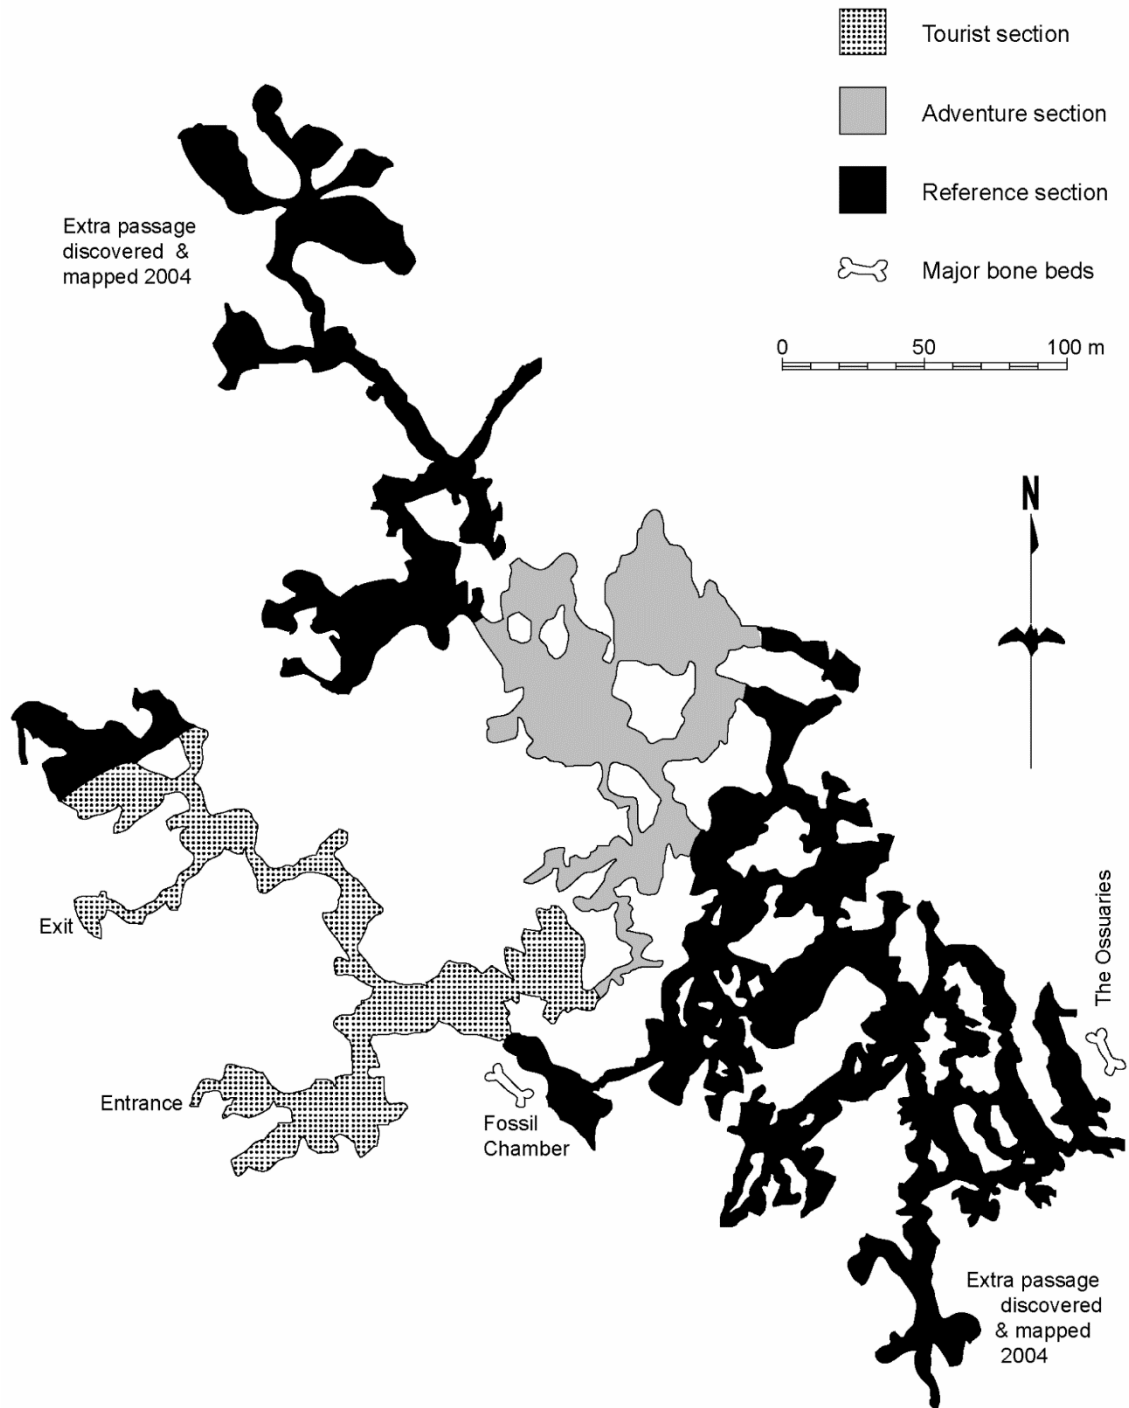 Tourist section
Adventure section
Reference section
Major bone beds
0 50 100 m
Extra passage
discovered &
mapped 2004
N
Exit
Entrance
Fossil
Chamber
The Ossuaries
Extra passage
discovered
& mapped
2004